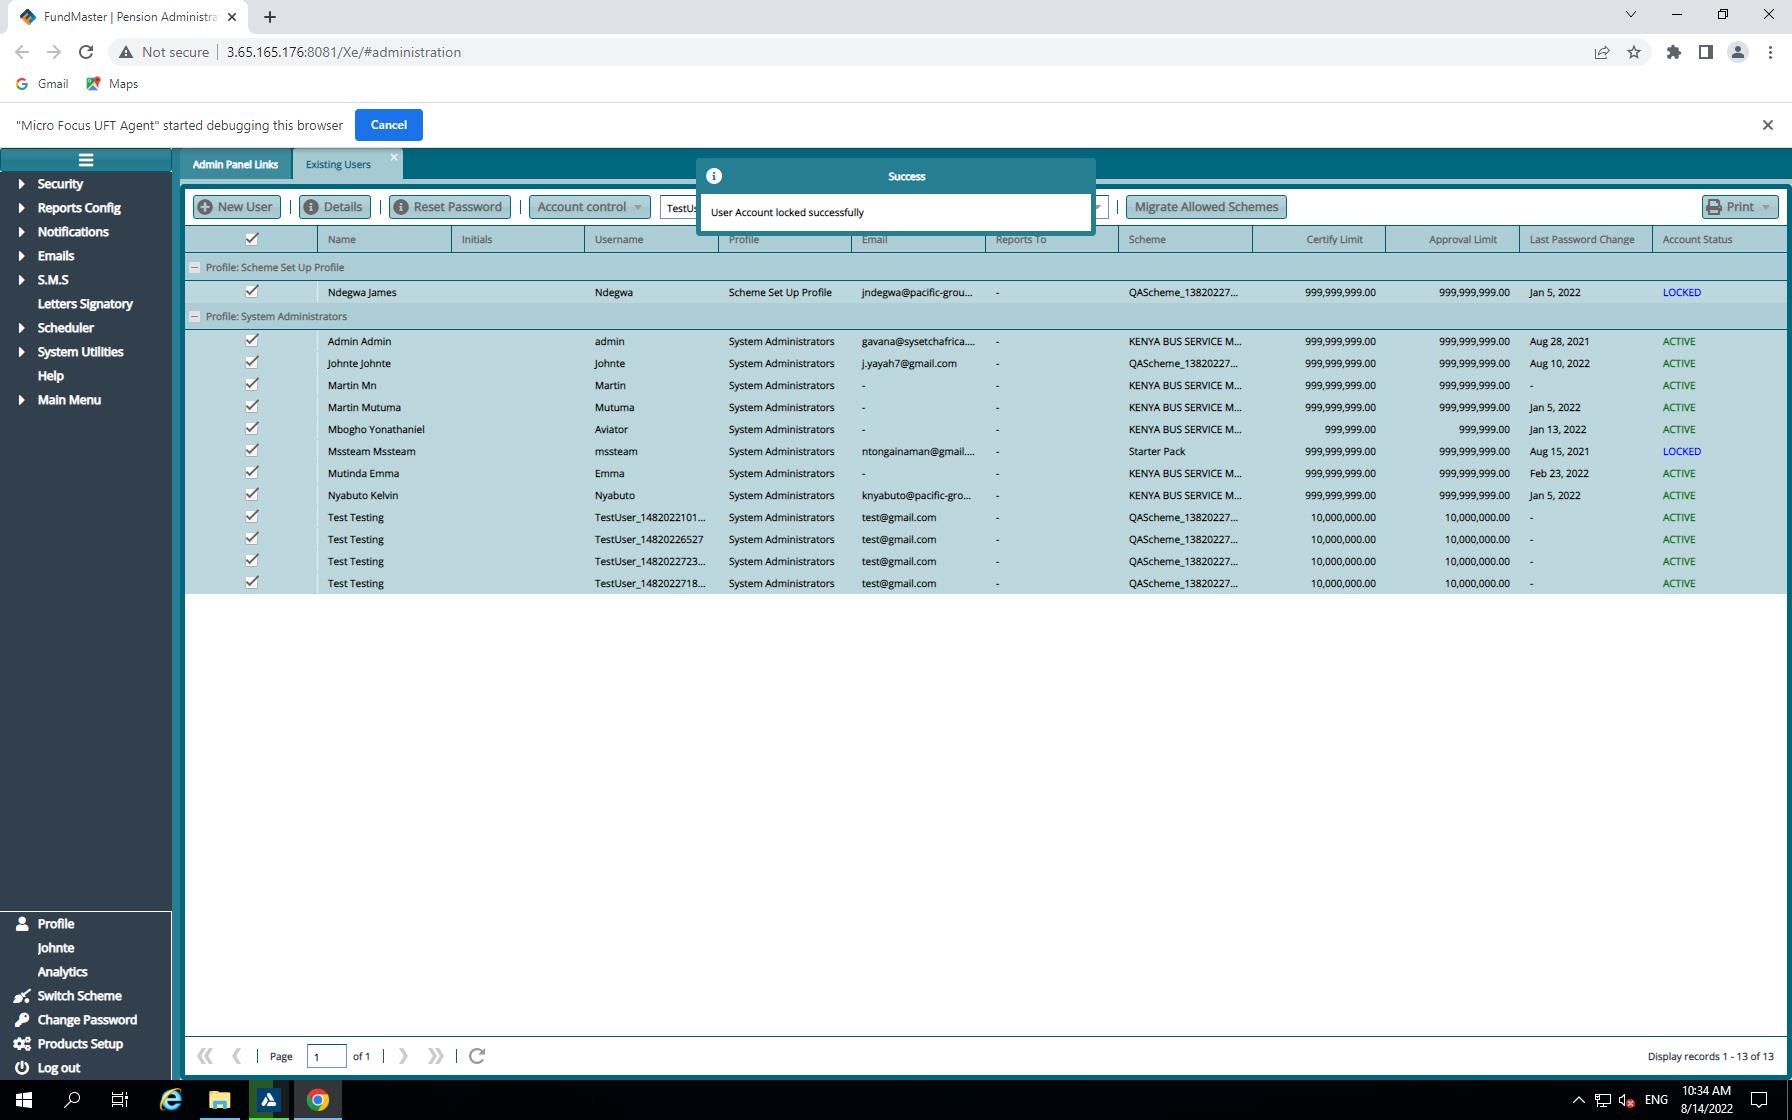 FundMaster | Pension Administra
Not secure | 3.65.165.176:8081/Xe/#administration
Gmail Maps
"Micro Focus UFT Agent" started debugging this browser Cancel
Admin Panel Links Existing Users
Success
User Account locked successfully
Security
Reports Config
Notifications
Emails
S.M.S
Letters Signatory
Scheduler
System Utilities
Help
Main Menu
New User | Details | Reset Password | Account control TestUs | Migrate Allowed Schemes Print
Name Initials Username Profile Email Reports To Scheme Certify Limit Approval Limit Last Password Change Account Status
Profile: Scheme Set Up Profile
Ndegwa James Ndegwa Scheme Set Up Profile jndegwa@pacific-grou... - QAScheme_13820227... 999,999,999.00 999,999,999.00 Jan 5, 2022 LOCKED
Profile: System Administrators
Admin Admin admin System Administrators gavana@sysetchafrica.... - KENYA BUS SERVICE M... 999,999,999.00 999,999,999.00 Aug 28, 2021 ACTIVE
Johnte Johnte Johnte System Administrators j.yayah7@gmail.com - QAScheme_13820227... 999,999,999.00 999,999,999.00 Aug 10, 2022 ACTIVE
Martin Mn Martin System Administrators - - KENYA BUS SERVICE M... 999,999,999.00 999,999,999.00 - ACTIVE
Martin Mutuma Mutuma System Administrators - - KENYA BUS SERVICE M... 999,999,999.00 999,999,999.00 Jan 5, 2022 ACTIVE
Mbogho Yonathaniel Aviator System Administrators - - KENYA BUS SERVICE M... 999,999.00 999,999.00 Jan 13, 2022 ACTIVE
Mssteam Mssteam mssteam System Administrators ntongainaman@gmail.... - Starter Pack 999,999,999.00 999,999,999.00 Aug 15, 2021 LOCKED
Mutinda Emma Emma System Administrators - - KENYA BUS SERVICE M... 999,999,999.00 999,999,999.00 Feb 23, 2022 ACTIVE
Nyabuto Kelvin Nyabuto System Administrators knyabuto@pacific-gro... - KENYA BUS SERVICE M... 999,999,999.00 999,999,999.00 Jan 5, 2022 ACTIVE
Test Testing TestUser_1482022101... System Administrators test@gmail.com - QAScheme_13820227... 10,000,000.00 10,000,000.00 - ACTIVE
Test Testing TestUser_14820226527 System Administrators test@gmail.com - QAScheme_13820227... 10,000,000.00 10,000,000.00 - ACTIVE
Test Testing TestUser_1482022723... System Administrators test@gmail.com - QAScheme_13820227... 10,000,000.00 10,000,000.00 - ACTIVE
Test Testing TestUser_1482022718... System Administrators test@gmail.com - QAScheme_13820227... 10,000,000.00 10,000,000.00 - ACTIVE
Profile
Johnte
Analytics
Switch Scheme
Change Password
Products Setup
Log out
Page 1 of 1 Display records 1 - 13 of 13
ENG 10:34 AM
8/14/2022